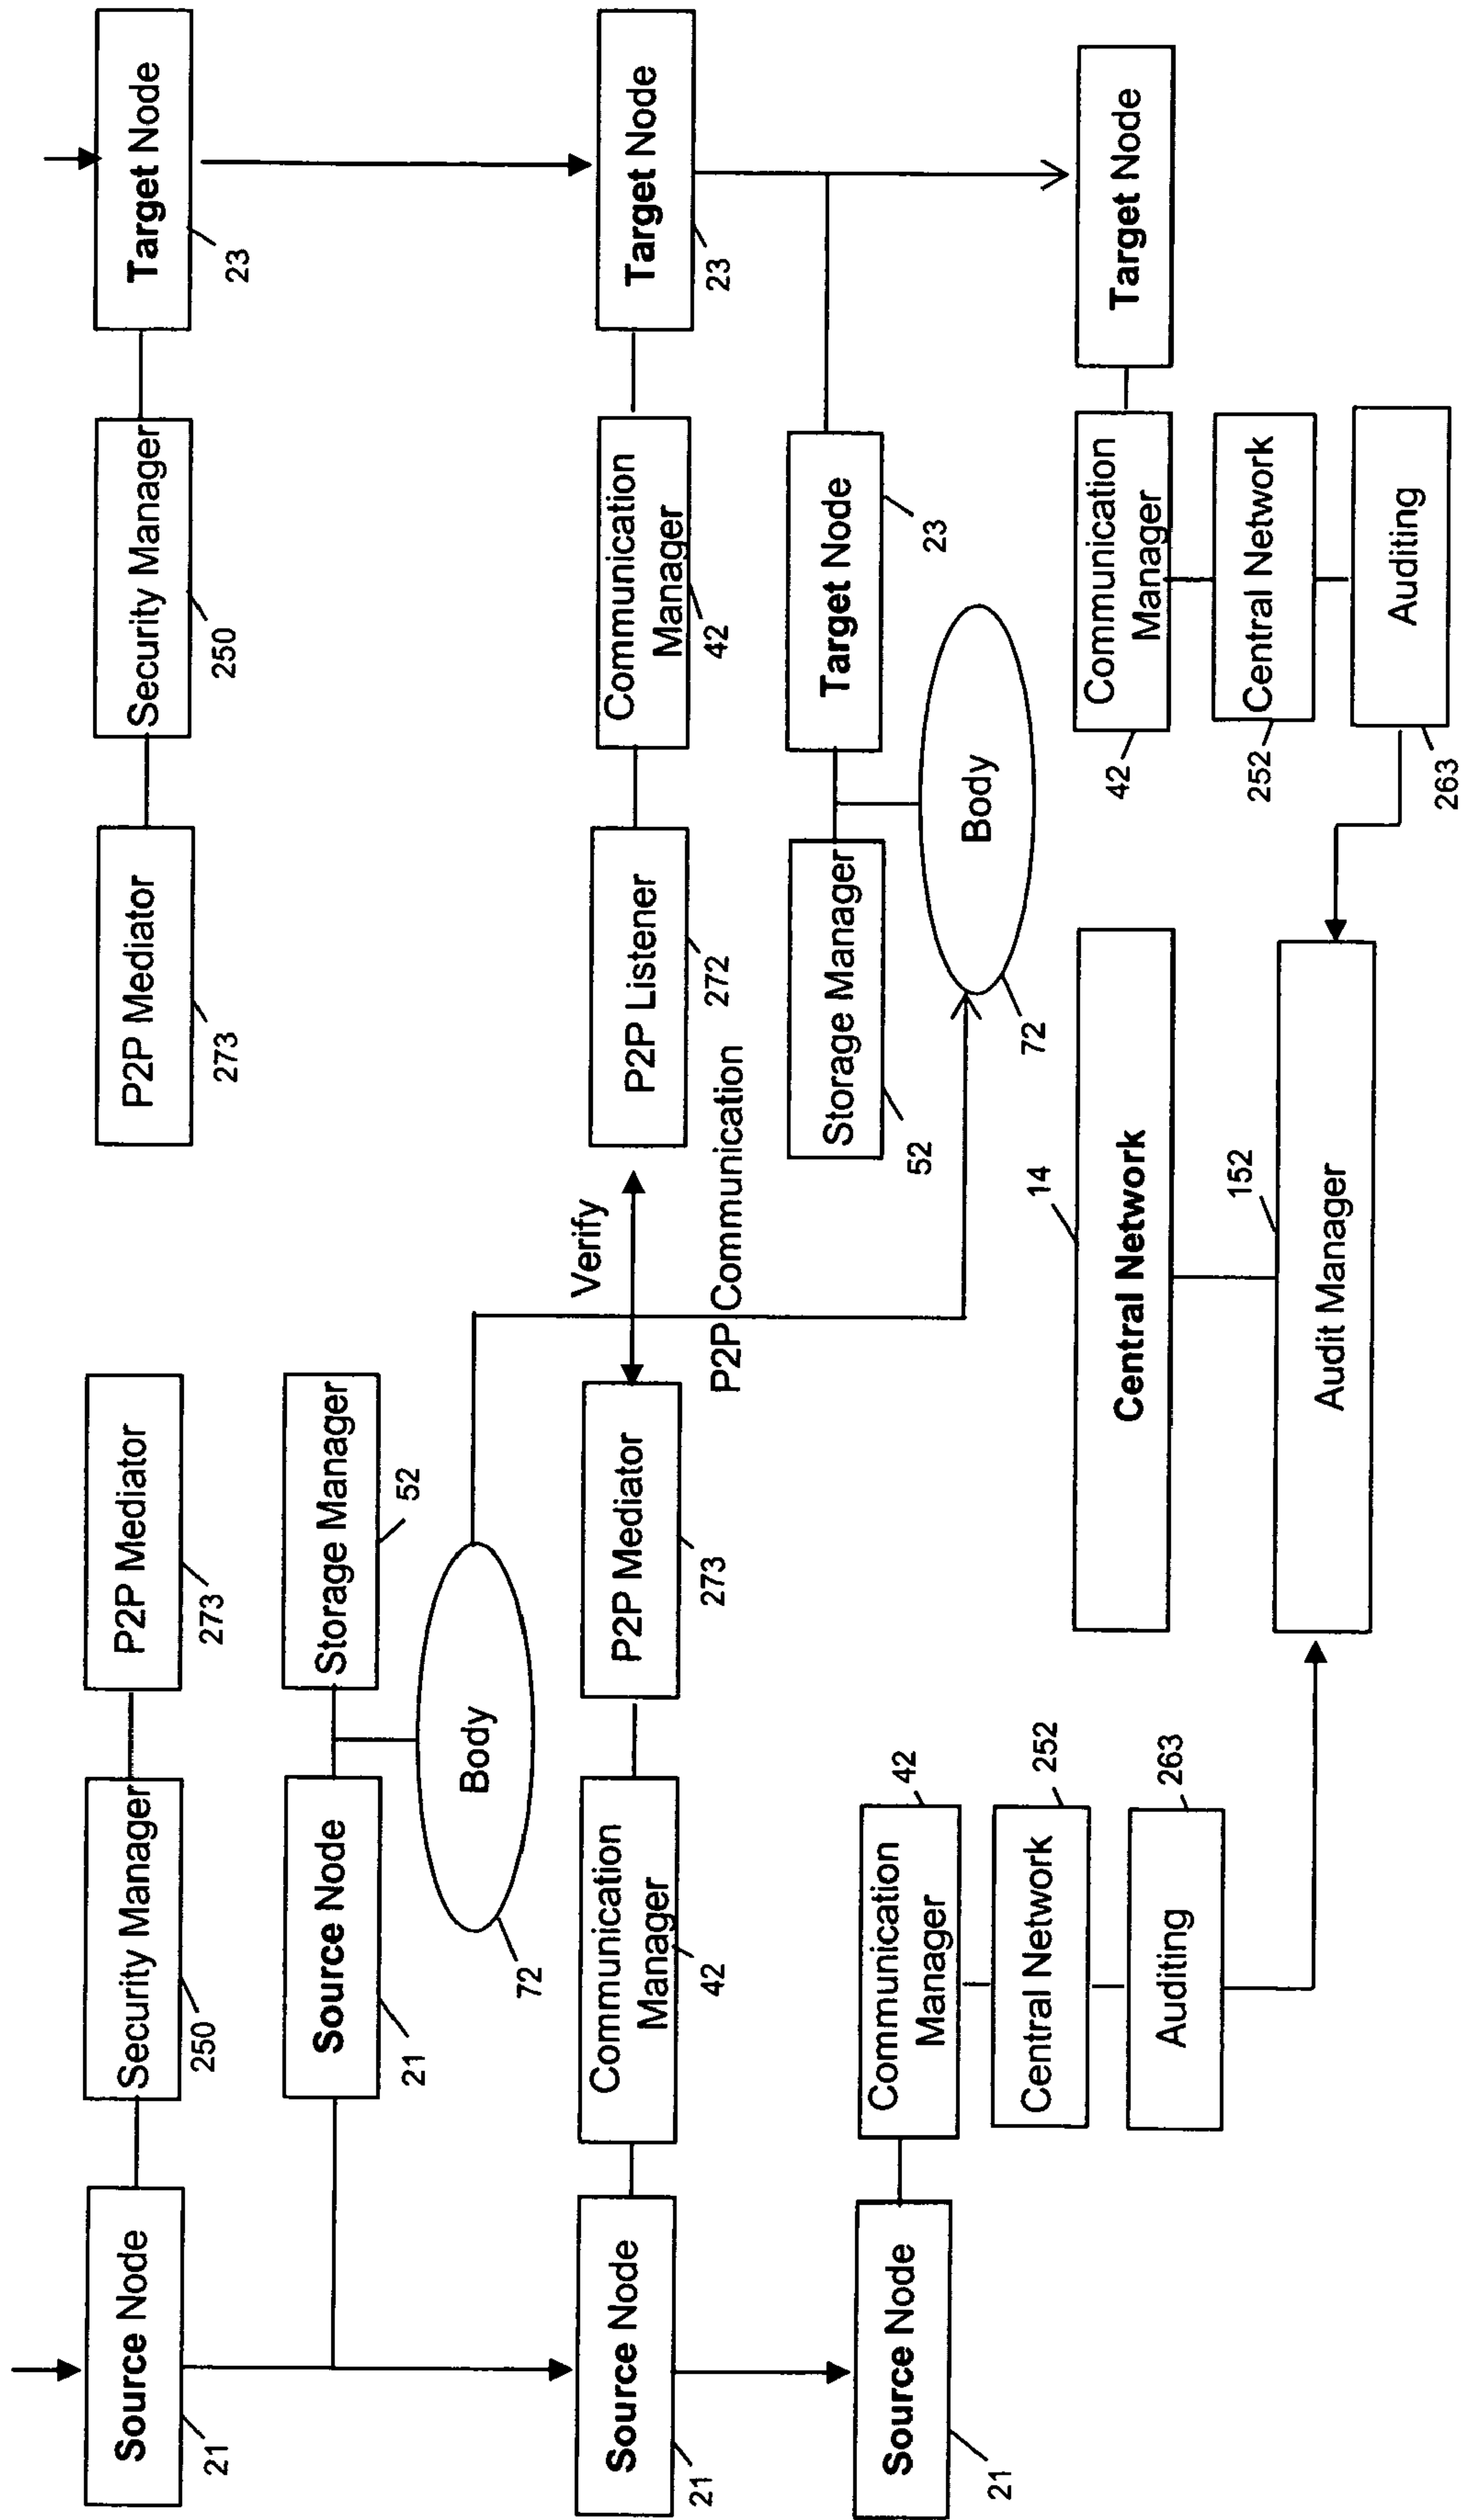 Source Node
21
Security Manager
250
P2P Mediator
273
P2P Mediator
273
Security Manager
250
Target Node
23
Source Node
21
Storage Manager
52
Body
72
Source Node
21
Communication
Manager
42
P2P Mediator
273
Verify
P2P Communication
P2P Listener
272
Communication
Manager
42
Target Node
23
Storage Manager
52
Target Node
23
Body
72
Source Node
21
Communication
Manager
42
Central Network
252
Auditing
263
Central Network
14
Audit Manager
152
Communication
Manager
42
Target Node
Central Network
252
Auditing
263